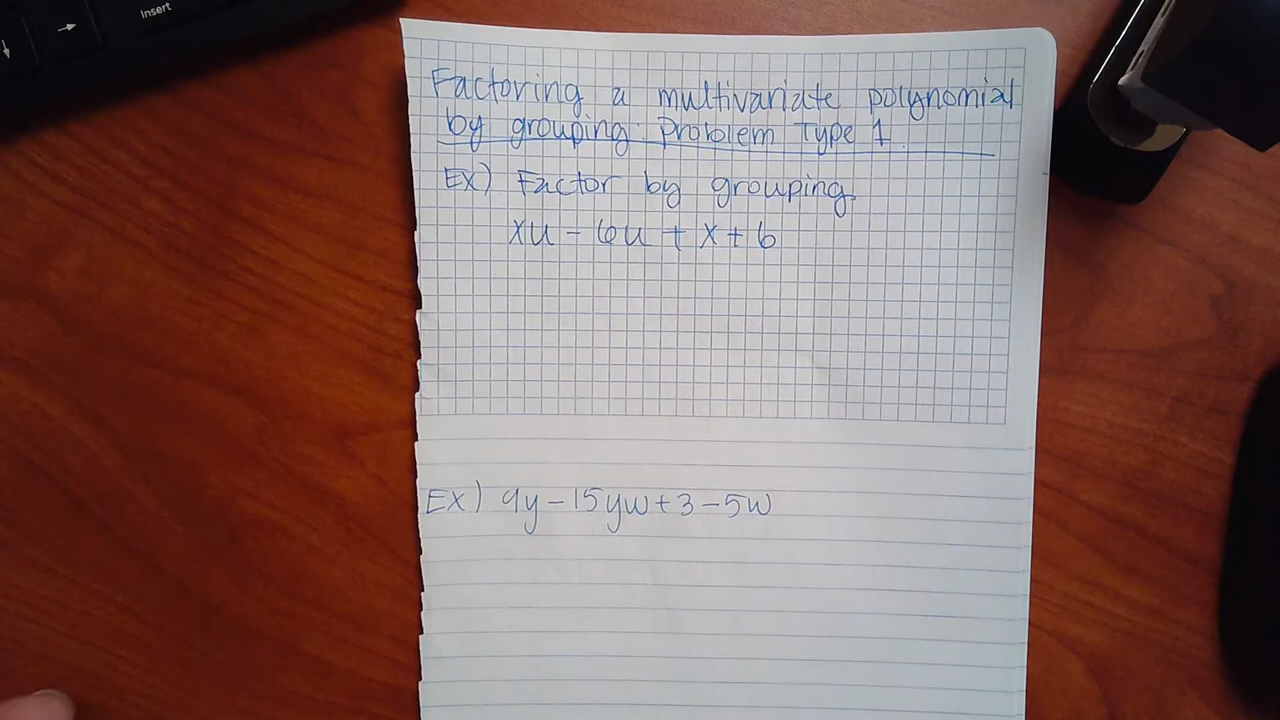 Insert
Factoring a multivariate polynomial
by grouping: Problem Type 1.
Ex) Factor by grouping.
xu - 6u + x + 6
Ex) 9y - 15yw + 3 - 5w